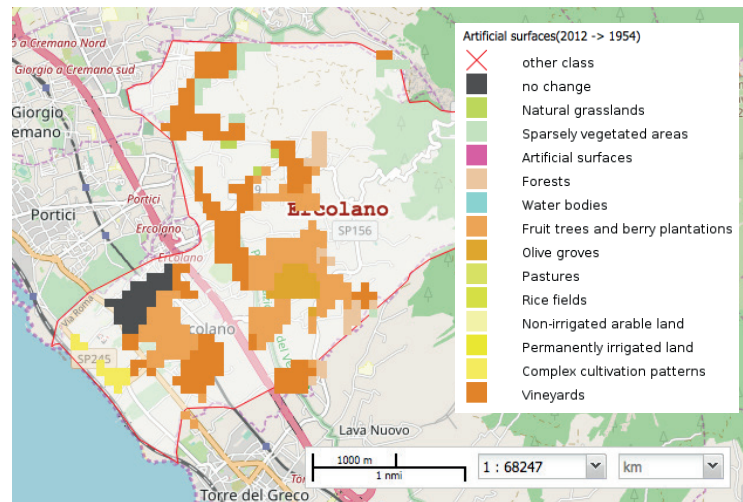 a Cremano Nord
Giorgio a Cremano sud
Giorgio
emano
Portici
Portici
Ercolano
Ercolano
9
Ercolano
SP156
colano
Via Roma
SP245
del Ve
Lava Nuovo
Torre del Greco
Artificial surfaces(2012 -> 1954)
other class
no change
Natural grasslands
Sparsely vegetated areas
Artificial surfaces
Forests
Water bodies
Fruit trees and berry plantations
Olive groves
Pastures
Rice fields
Non-irrigated arable land
Permanently irrigated land
Complex cultivation patterns
Vineyards
1000 m
1 nmi
1 : 68247
km